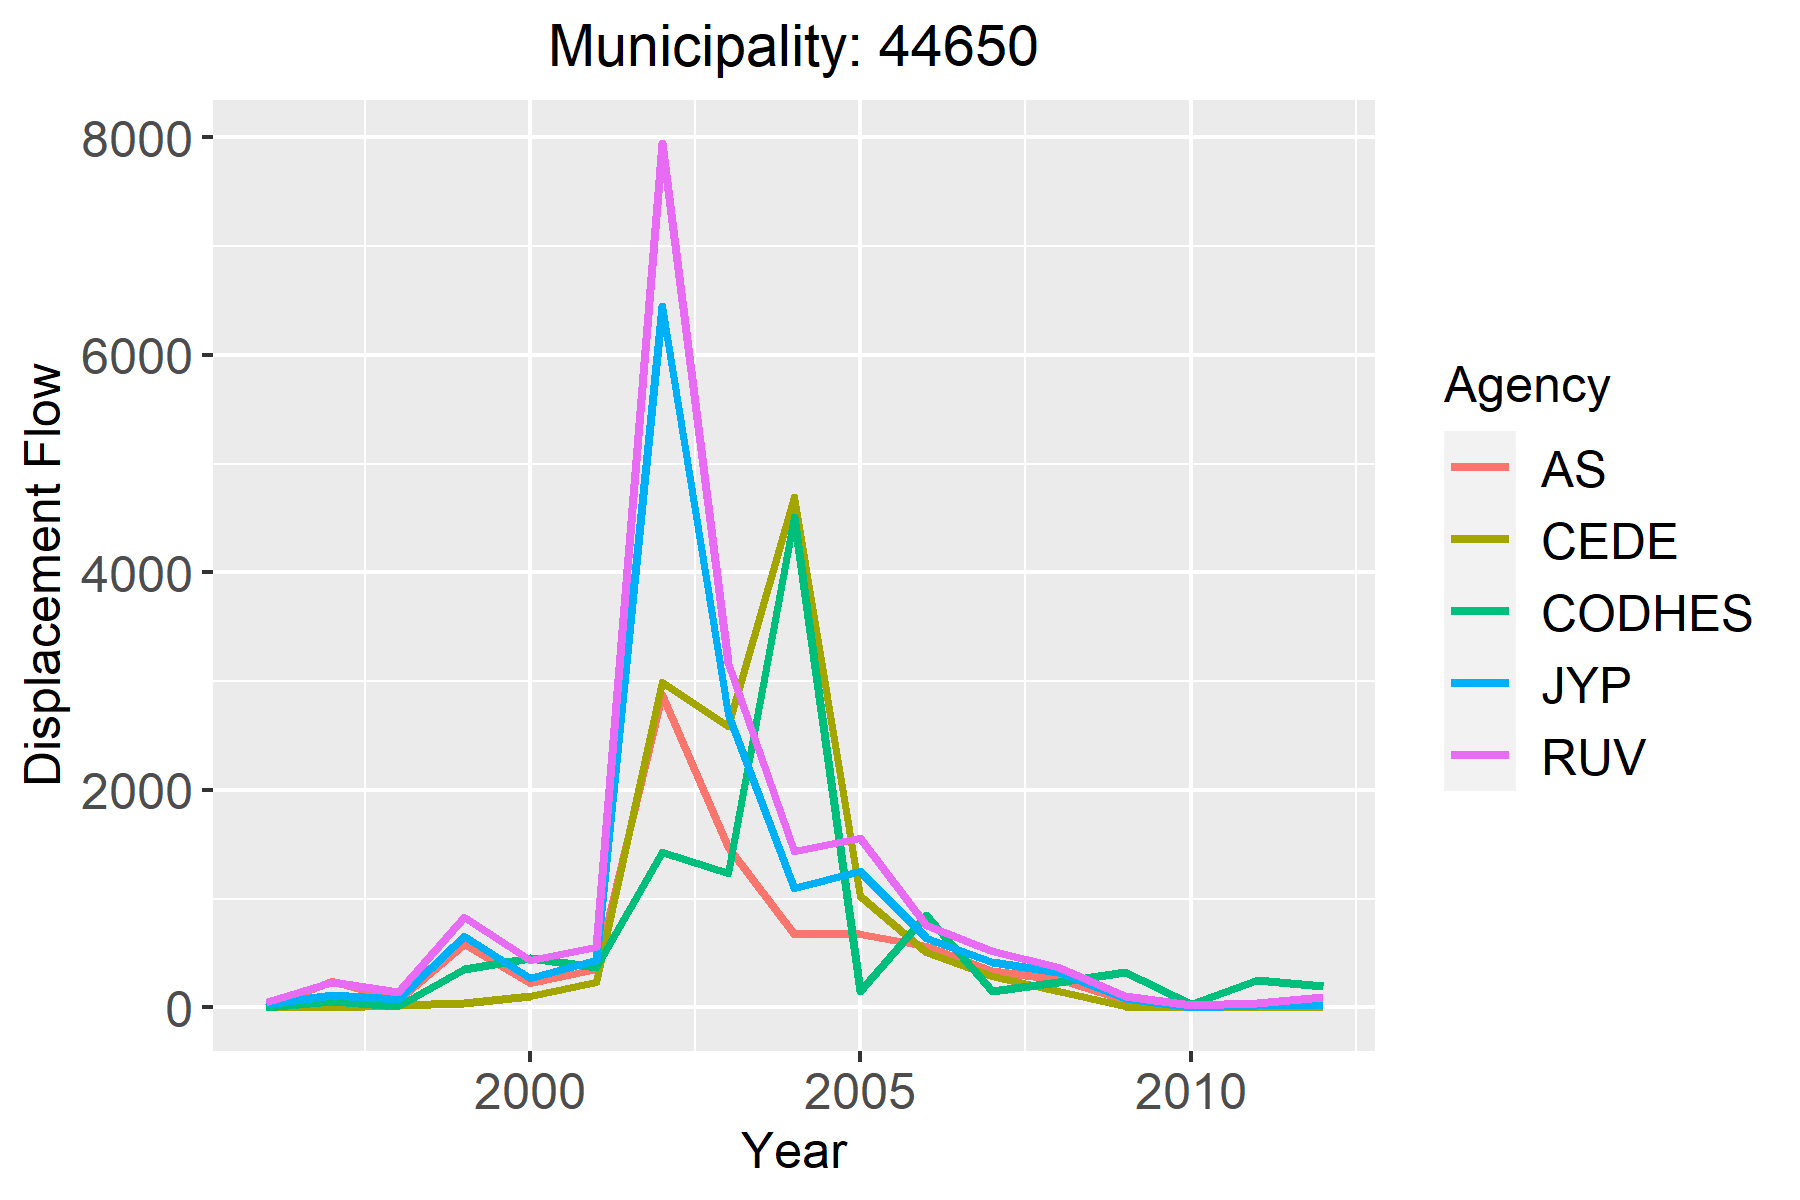 Municipality: 44650
8000
6000
4000
2000
0
Displacement Flow
2000
2005
2010
Year
Agency
AS
CEDE
CODHES
JYP
RUV